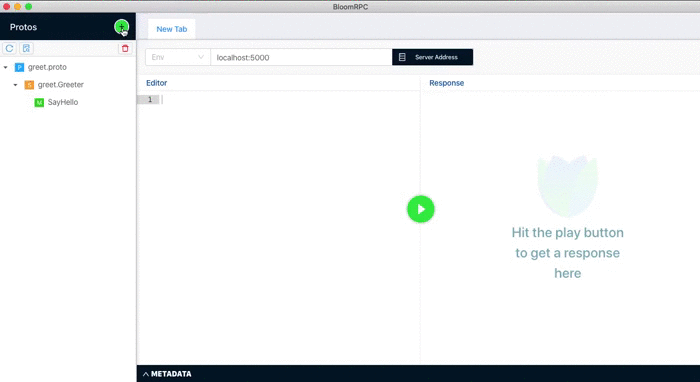 BloomRPC
Protos
New Tab
Env
localhost:5000
Server Address
P greet.proto
S greet.Greeter
M SayHello
Editor
Response
1
Hit the play button
to get a response
here
METADATA